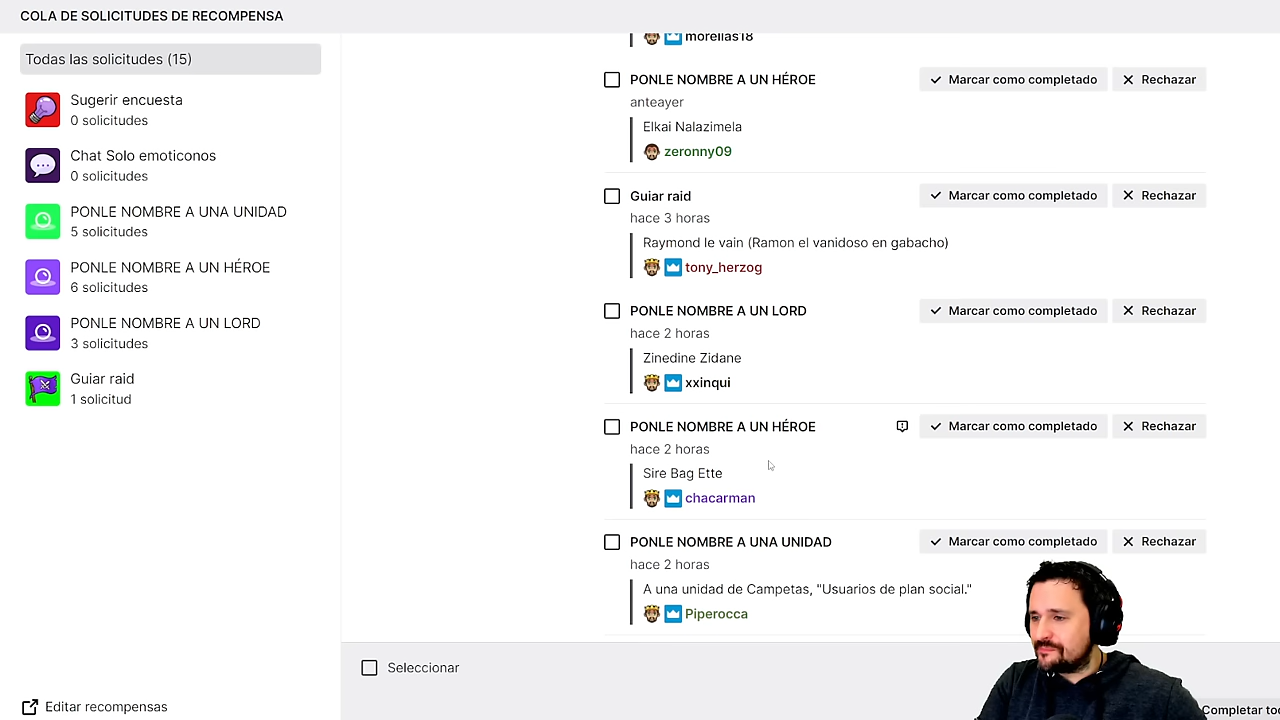 COLA DE SOLICITUDES DE RECOMPENSA
Todas las solicitudes (15)
Sugerir encuesta
0 solicitudes
Chat Solo emoticonos
0 solicitudes
PONLE NOMBRE A UNA UNIDAD
5 solicitudes
PONLE NOMBRE A UN HÉROE
6 solicitudes
PONLE NOMBRE A UN LORD
3 solicitudes
Guiar raid
1 solicitud
Editar recompensas
morellas18
PONLE NOMBRE A UN HÉROE
Marcar como completado
Rechazar
anteayer
Elkai Nalazimela
zeronny09
Guiar raid
Marcar como completado
Rechazar
hace 3 horas
Raymond le vain (Ramon el vanidoso en gabacho)
tony_herzog
PONLE NOMBRE A UN LORD
Marcar como completado
Rechazar
hace 2 horas
Zinedine Zidane
xxinqui
PONLE NOMBRE A UN HÉROE
Marcar como completado
Rechazar
hace 2 horas
Sire Bag Ette
chacarman
PONLE NOMBRE A UNA UNIDAD
Marcar como completado
Rechazar
hace 2 horas
A una unidad de Campetas, "Usuarios de plan social."
Piperocca
Seleccionar
Completar